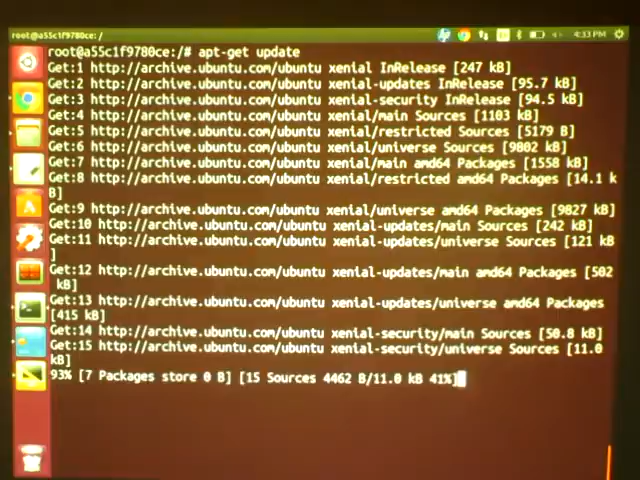 root@a55c1f9780ce: /
4:33 PM
root@a55c1f9780ce:/# apt-get update
Get:1 http://archive.ubuntu.com/ubuntu xenial InRelease [247 kB]
Get:2 http://archive.ubuntu.com/ubuntu xenial-updates InRelease [95.7 kB]
Get:3 http://archive.ubuntu.com/ubuntu xenial-security InRelease [94.5 kB]
Get:4 http://archive.ubuntu.com/ubuntu xenial/main Sources [1103 kB]
Get:5 http://archive.ubuntu.com/ubuntu xenial/restricted Sources [5179 B]
Get:6 http://archive.ubuntu.com/ubuntu xenial/universe Sources [9802 kB]
Get:7 http://archive.ubuntu.com/ubuntu xenial/main amd64 Packages [1558 kB]
Get:8 http://archive.ubuntu.com/ubuntu xenial/restricted amd64 Packages [14.1 k
B]
Get:9 http://archive.ubuntu.com/ubuntu xenial/universe amd64 Packages [9827 kB]
Get:10 http://archive.ubuntu.com/ubuntu xenial-updates/main Sources [242 kB]
Get:11 http://archive.ubuntu.com/ubuntu xenial-updates/universe Sources [121 kB
]
Get:12 http://archive.ubuntu.com/ubuntu xenial-updates/main amd64 Packages [502
kB]
Get:13 http://archive.ubuntu.com/ubuntu xenial-updates/universe amd64 Packages
[415 kB]
Get:14 http://archive.ubuntu.com/ubuntu xenial-security/main Sources [50.8 kB]
Get:15 http://archive.ubuntu.com/ubuntu xenial-security/universe Sources [11.0
kB]
93% [7 Packages store 0 B] [15 Sources 4462 B/11.0 kB 41%]